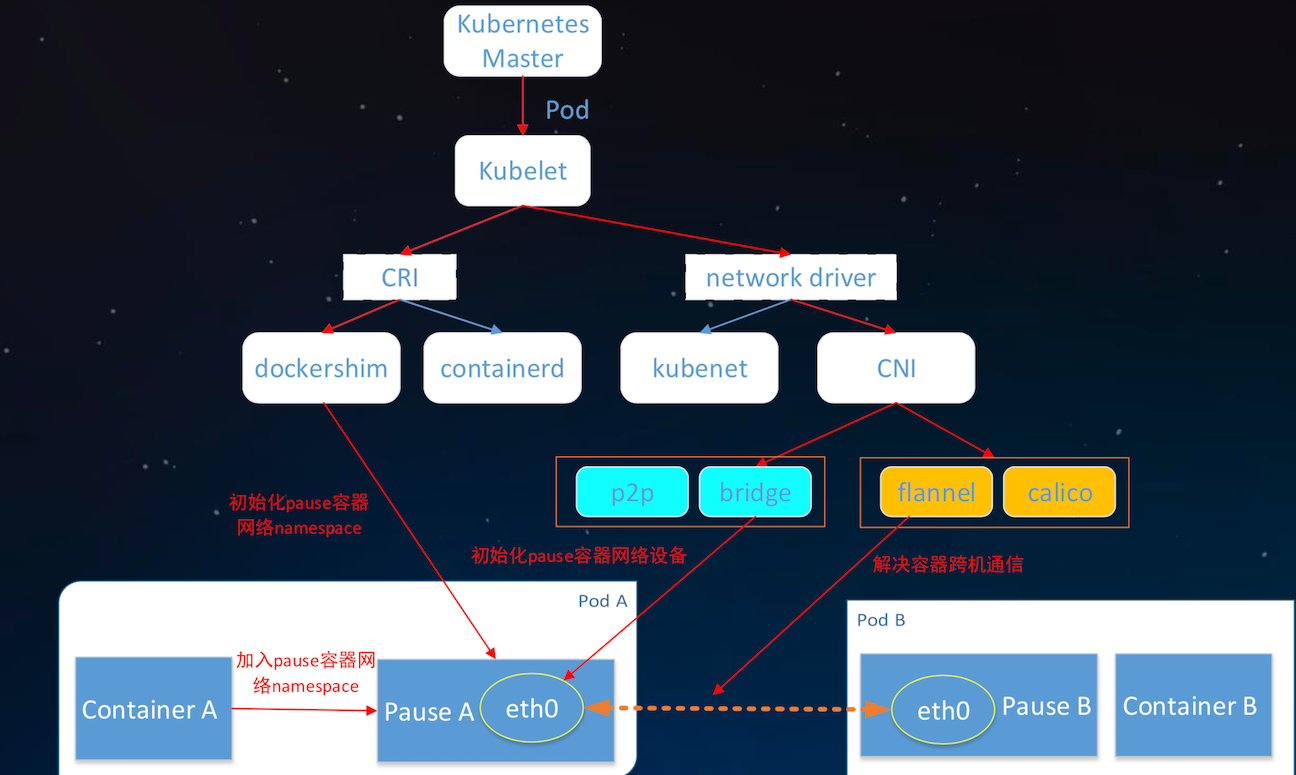 Kubernetes
Master
Pod
Kubelet
CRI
network driver
dockershim
containerd
kubenet
CNI
p2p
bridge
flannel
calico
初始化pause容器
网络namespace
初始化pause容器网络设备
解决容器跨机通信
Pod A
Pod B
加入pause容器网
络namespace
Container A
Pause A
eth0
eth0
Pause B
Container B